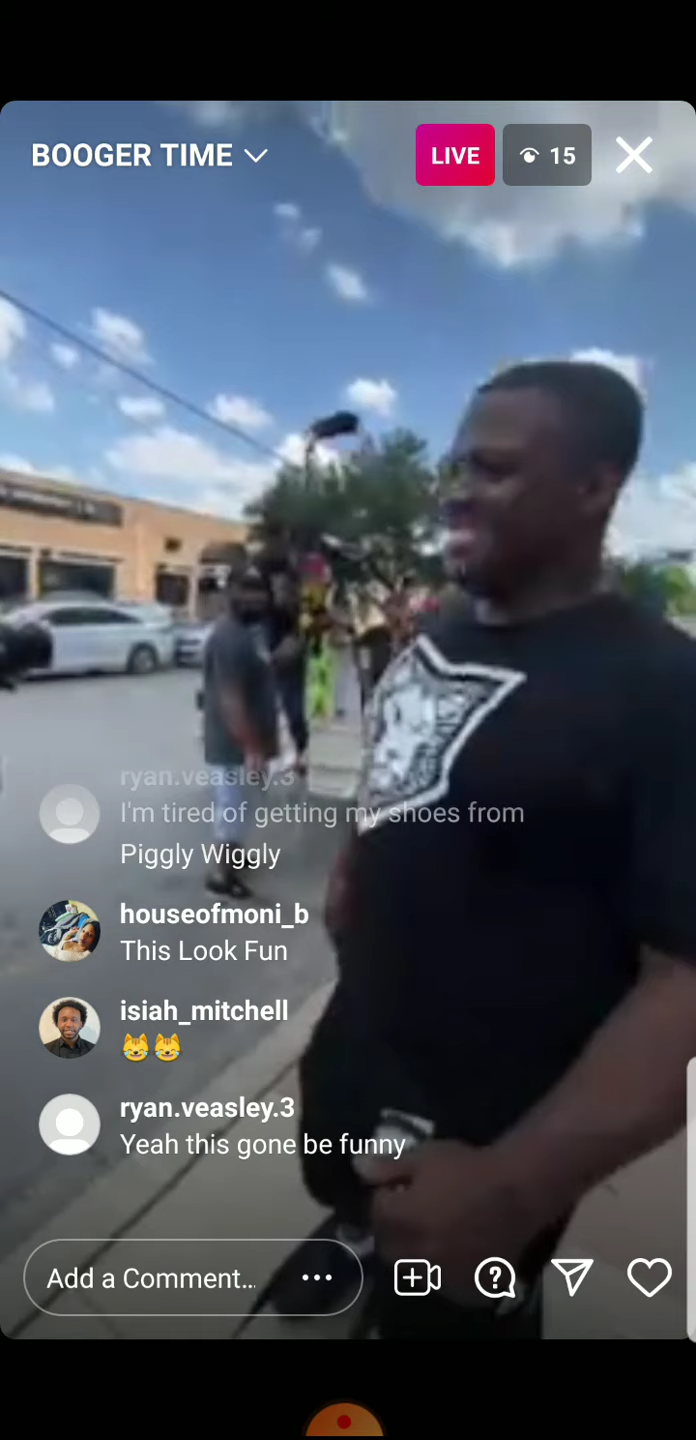 BOOGER TIME
LIVE
15
ryan.veasley.3
I'm tired of getting my shoes from
Piggly Wiggly
houseofmoni_b
This Look Fun
isiah_mitchell
😹😹
ryan.veasley.3
Yeah this gone be funny
Add a Comment...